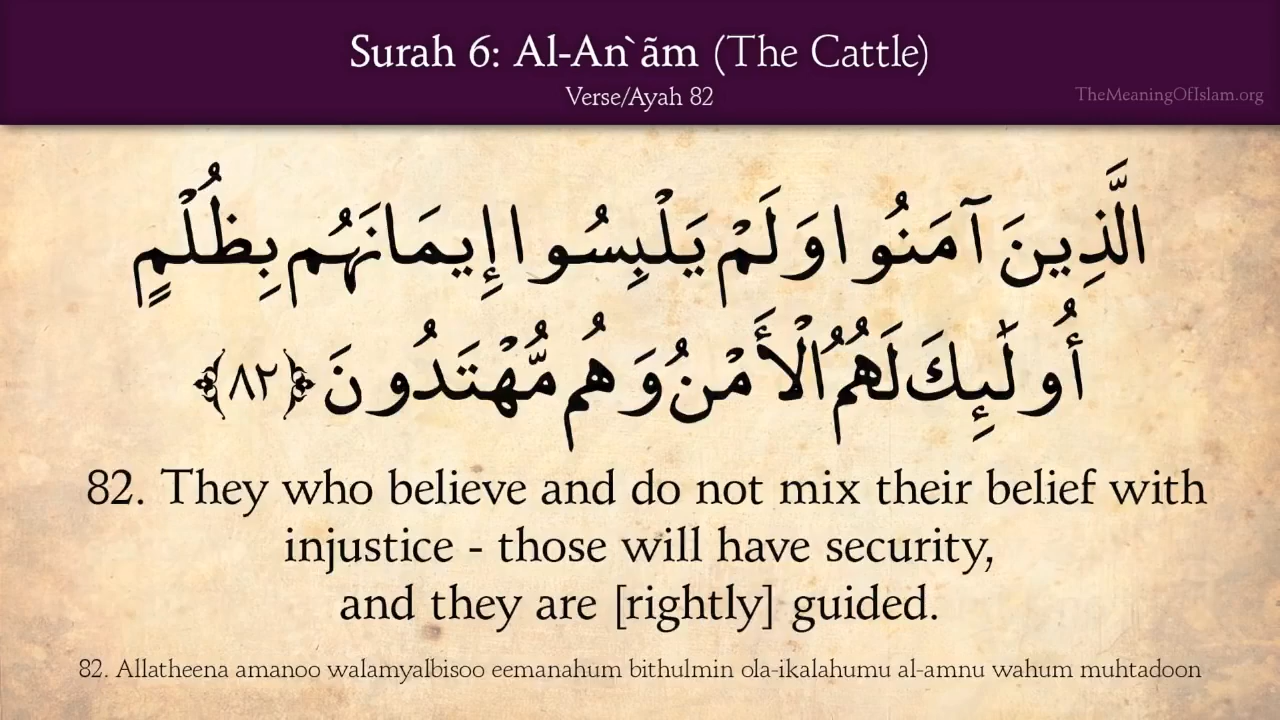 Surah 6: Al-An`ãm (The Cattle)
Verse/Ayah 82
TheMeaningOfIslam.org
الَّذِينَ آمَنُوا وَلَمْ يَلْبِسُوا إِيمَانَهُم بِظُلْمٍ
أُولَٰئِكَ لَهُمُ الْأَمْنُ وَهُم مُّهْتَدُونَ ﴿٨٢﴾
82. They who believe and do not mix their belief with
injustice - those will have security,
and they are [rightly] guided.
82. Allatheena amanoo walamyalbisoo eemanahum bithulmin ola-ikalahumu al-amnu wahum muhtadoon